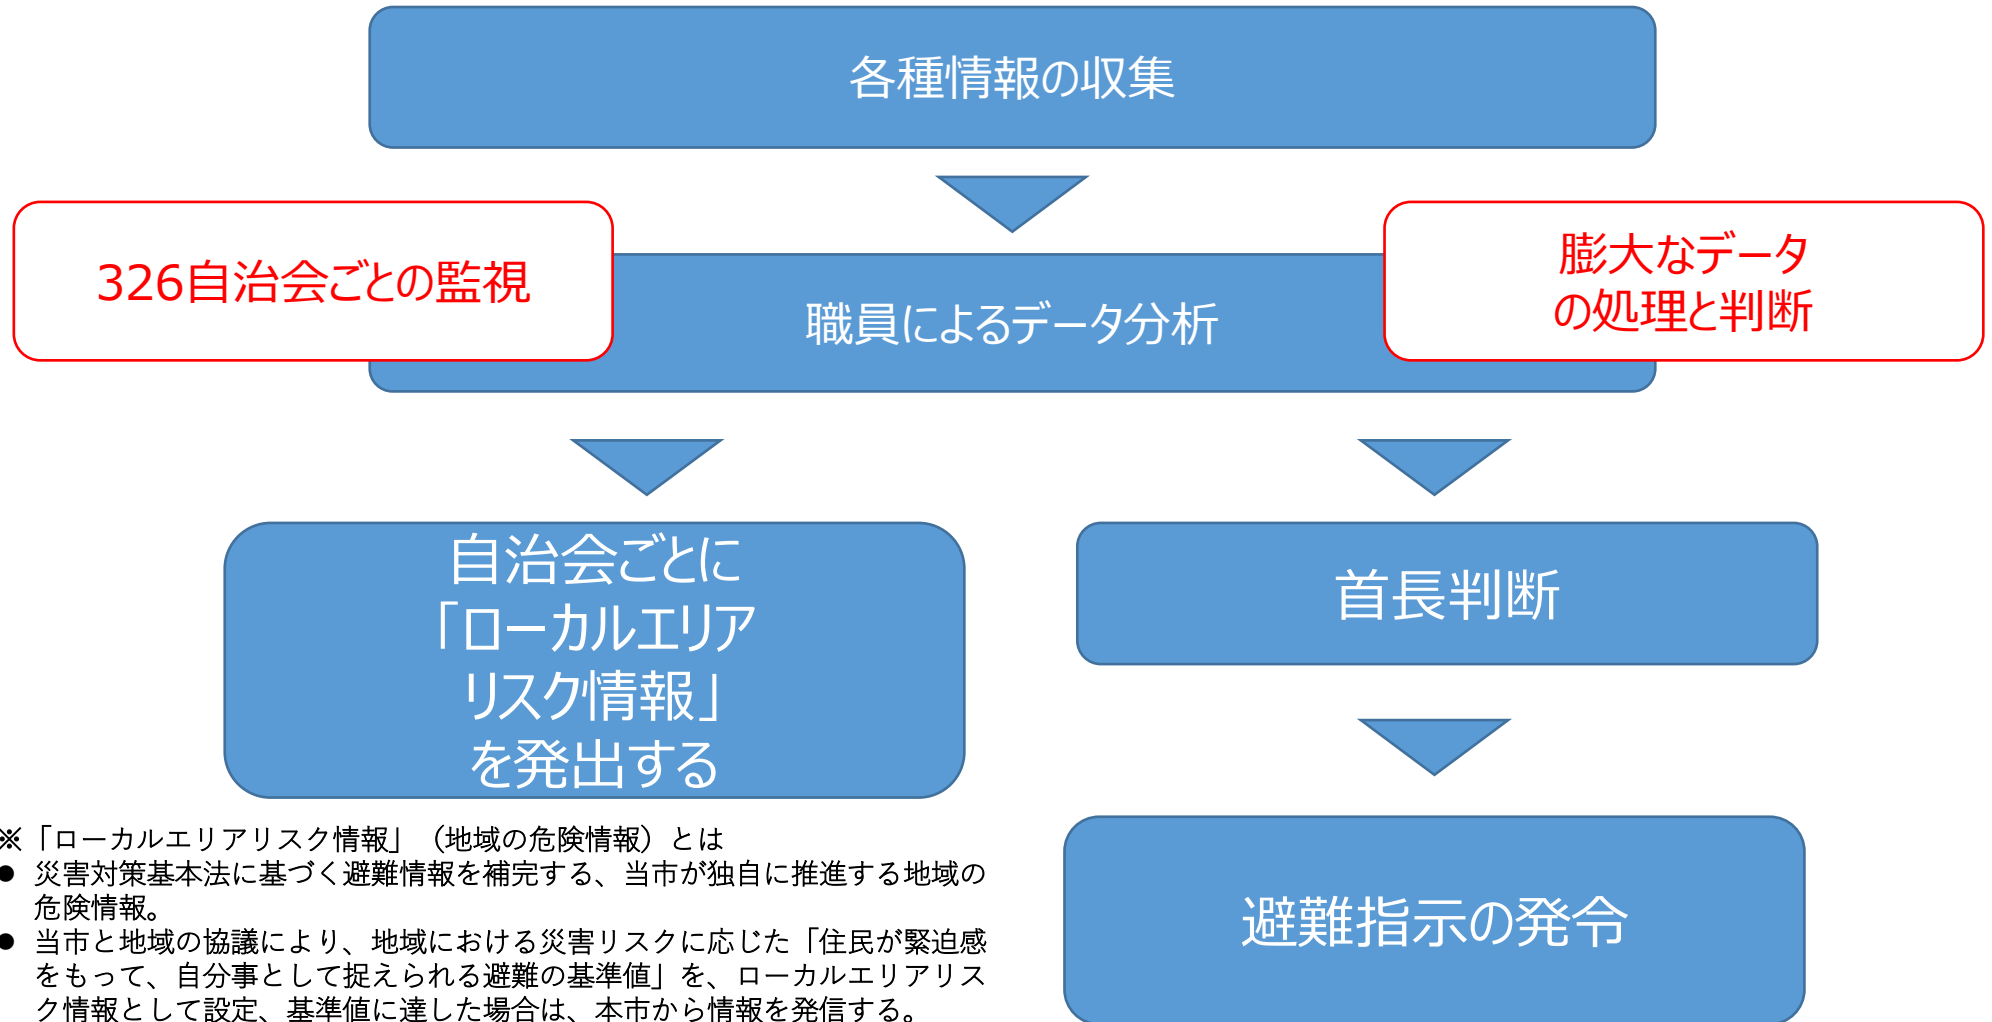 各種情報の収集
326自治会ごとの監視
膨大なデータ
の処理と判断
職員によるデータ分析
自治会ごとに
「ローカルエリア
リスク情報」
を発出する
首長判断
避難指示の発令
※「ローカルエリアリスク情報」（地域の危険情報）とは
● 災害対策基本法に基づく避難情報を補完する、当市が独自に推進する地域の
危険情報。
● 当市と地域の協議により、地域における災害リスクに応じた「住民が緊迫感
をもって、自分事として捉えられる避難の基準値」を、ローカルエリアリス
ク情報として設定、基準値に達した場合は、本市から情報を発信する。